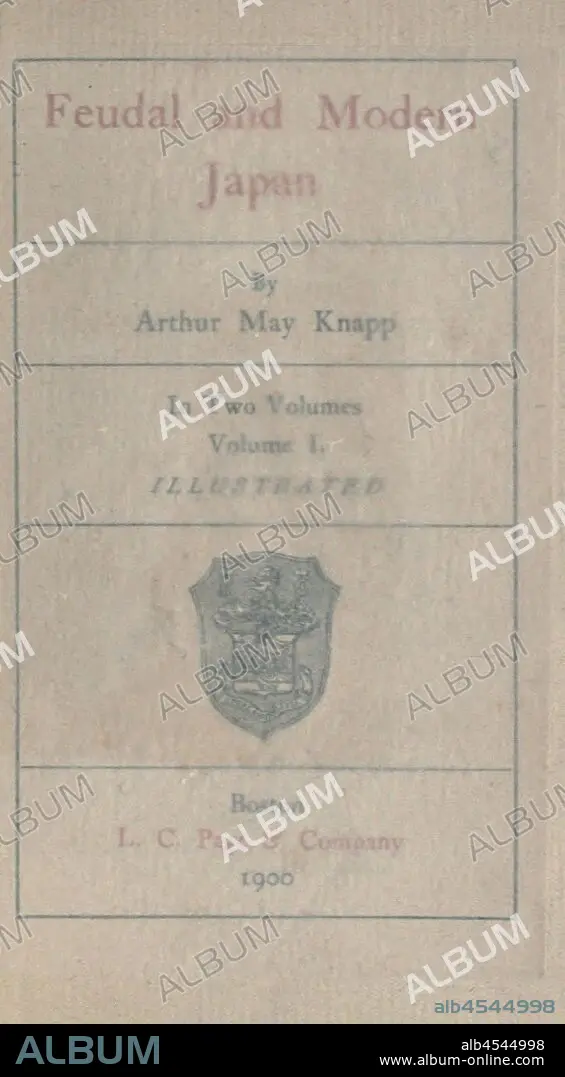 Feudal and Modern
Japan
By
Arthur May Knapp
In Two Volumes
Volume I.
ILLUSTRATED
Boston
L. C. Page & Company
1900
alb4544998
ALBUM
alb4544998
www.album-online.com